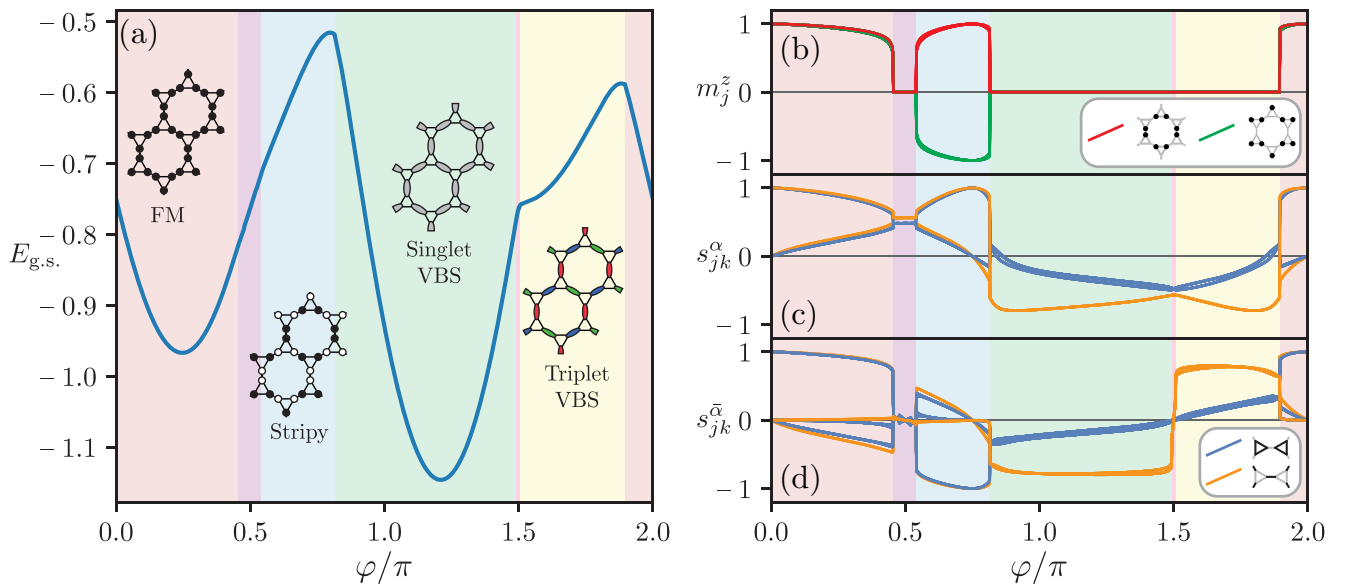 (a)
− 0.5
− 0.6
− 0.7
− 0.8
− 0.9
− 1.0
− 1.1
E_g.s.
FM
Stripy
Singlet
VBS
Triplet
VBS
0.0
0.5
1.0
1.5
2.0
φ/π
(b)
1
m_j^z 0
− 1
(c)
1
s_jk^α 0
− 1
(d)
1
s_jk^ᾱ 0
− 1
0.0
0.5
1.0
1.5
2.0
φ/π